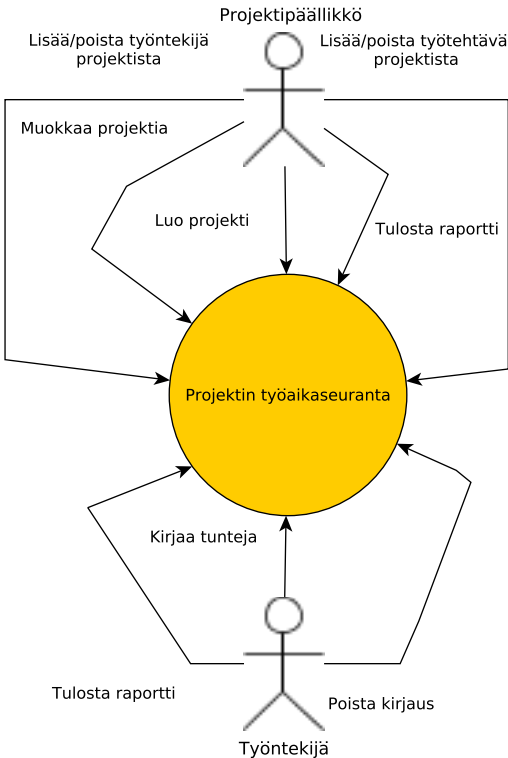 Projektipäällikkö
Lisää/poista työntekijä
projektista
Lisää/poista työtehtävä
projektista
Muokkaa projektia
Luo projekti
Tulosta raportti
Projektin työaikaseuranta
Kirjaa tunteja
Tulosta raportti
Poista kirjaus
Työntekijä